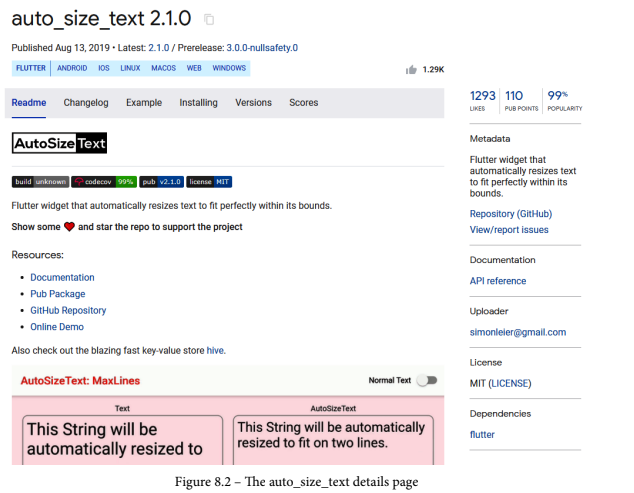 auto_size_text 2.1.0
Published Aug 13, 2019 • Latest: 2.1.0 / Prerelease: 3.0.0-nullsafety.0
FLUTTER ANDROID IOS LINUX MACOS WEB WINDOWS
1.29K
Readme Changelog Example Installing Versions Scores
AutoSize Text
build unknown codecov 99% pub v2.1.0 license MIT
Flutter widget that automatically resizes text to fit perfectly within its bounds.
Show some ❤ and star the repo to support the project
Resources:
• Documentation
• Pub Package
• GitHub Repository
• Online Demo
Also check out the blazing fast key-value store hive.
AutoSizeText: MaxLines
Normal Text
Text
This String will be
automatically resized to
AutoSizeText
This String will be automatically
resized to fit on two lines.
1293 110 99%
LIKES PUB POINTS POPULARITY
Metadata
Flutter widget that
automatically resizes text
to fit perfectly within its
bounds.
Repository (GitHub)
View/report issues
Documentation
API reference
Uploader
simonleier@gmail.com
License
MIT (LICENSE)
Dependencies
flutter
Figure 8.2 – The auto_size_text details page